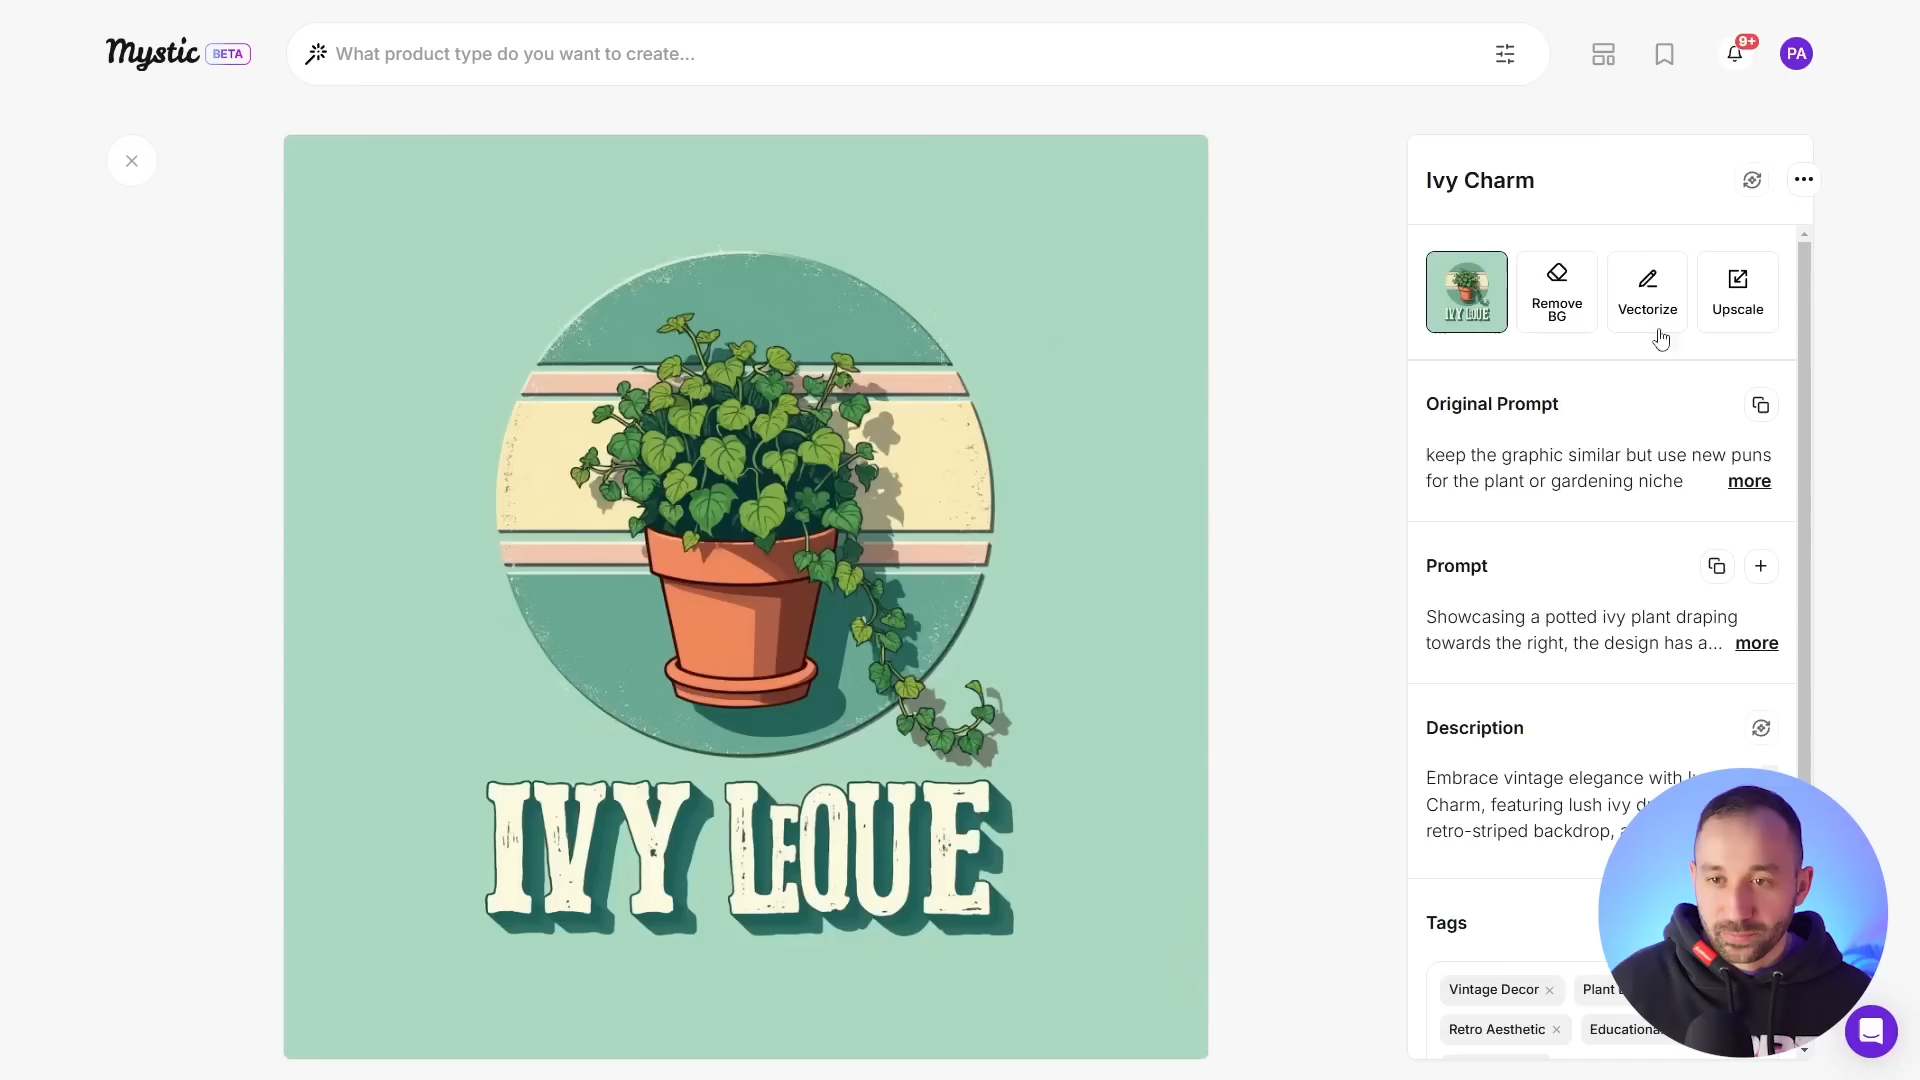 Mystic BETA
What product type do you want to create...
9+
PA
Ivy Charm
IVY LEQUE
Remove
BG
Vectorize
Upscale
Original Prompt
keep the graphic similar but use new puns
for the plant or gardening niche more
Prompt
Showcasing a potted ivy plant draping
towards the right, the design has a... more
Description
Embrace vintage elegance with
Charm, featuring lush ivy
retro-striped backdrop,
Tags
Vintage Decor
Plant
Retro Aesthetic
Educational
IVY LEQUE